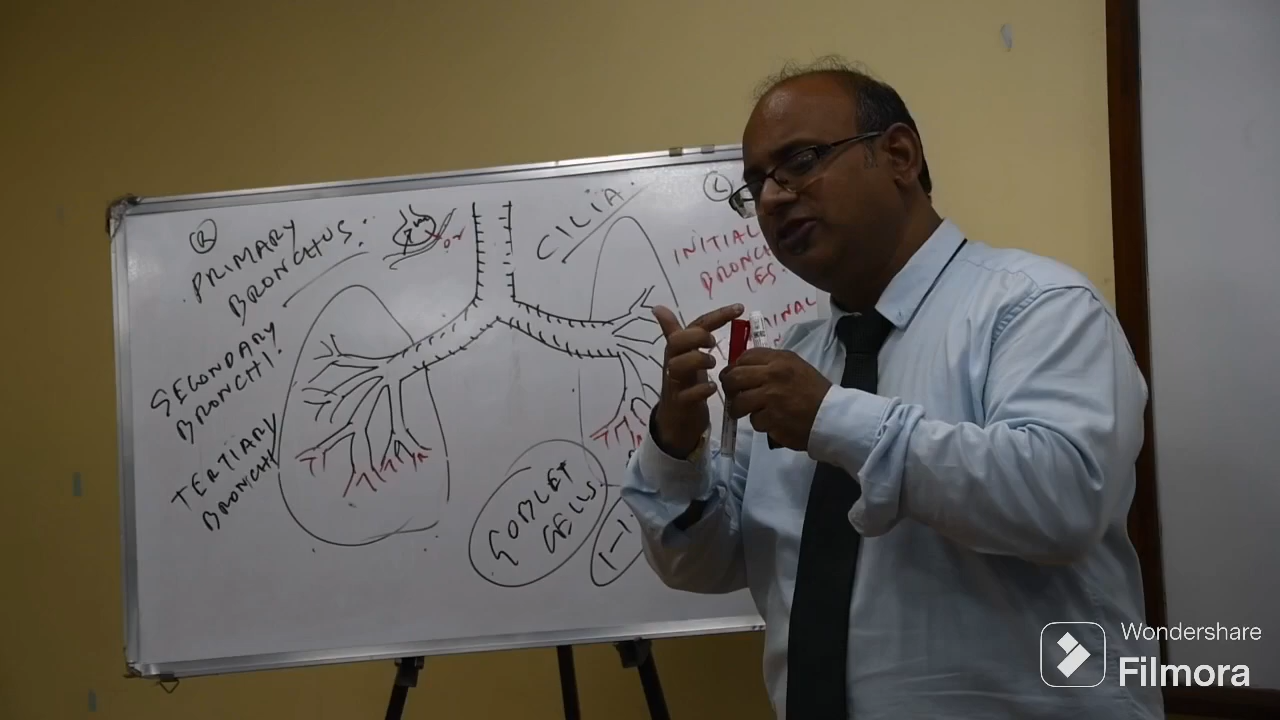 R
PRIMARY
BRONCHUS:
SECONDARY
BRONCHI:
TERTIARY
BRONCHI
CILIA
GOBLET
CELLS
L
INITIAL
Wondershare
Filmora